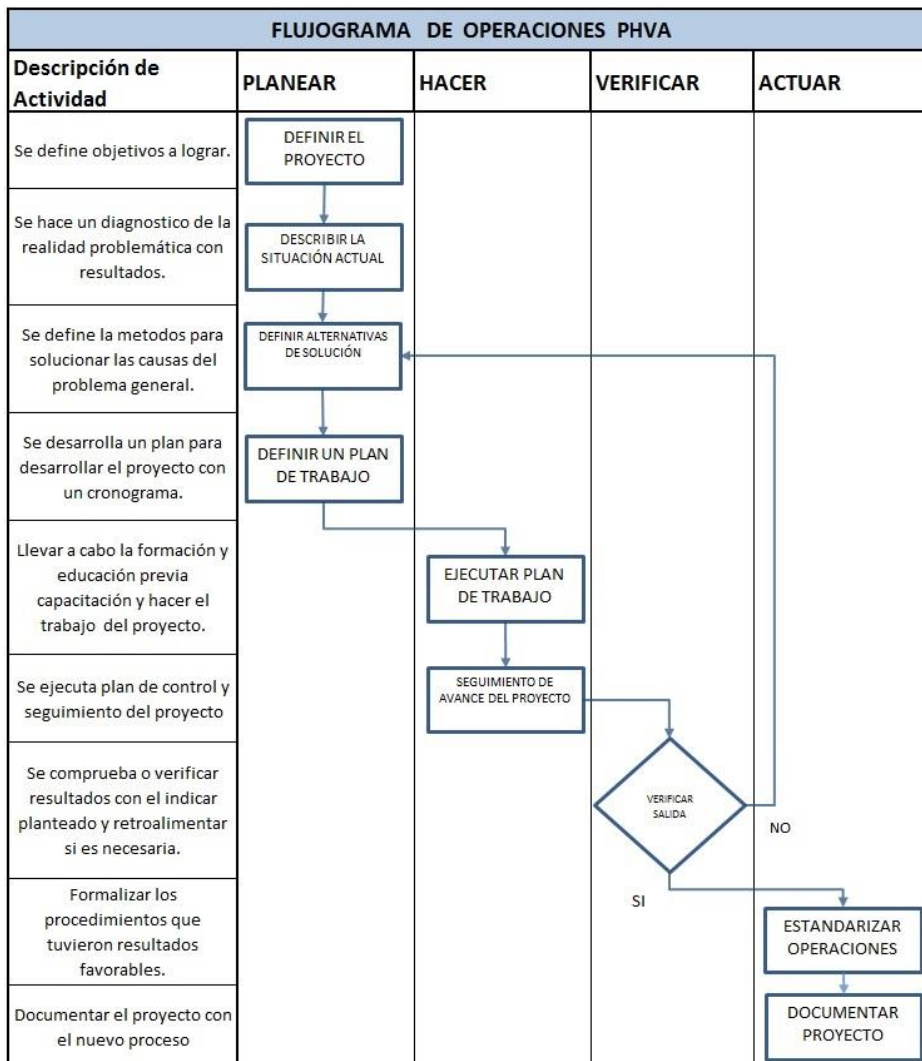 FLUJOGRAMA DE OPERACIONES PHVA
Descripción de
Actividad
PLANEAR
HACER
VERIFICAR
ACTUAR
Se define objetivos a lograr.
DEFINIR EL
PROYECTO
Se hace un diagnostico de la
realidad problemática con
resultados.
DESCRIBIR LA
SITUACIÓN ACTUAL
Se define la metodos para
solucionar las causas del
problema general.
DEFINIR ALTERNATIVAS
DE SOLUCIÓN
Se desarrolla un plan para
desarrollar el proyecto con
un cronograma.
DEFINIR UN PLAN
DE TRABAJO
Llevar a cabo la formación y
educación previa
capacitación y hacer el
trabajo del proyecto.
EJECUTAR PLAN
DE TRABAJO
Se ejecuta plan de control y
seguimiento del proyecto
SEGUIMIENTO DE
AVANCE DEL PROYECTO
Se comprueba o verificar
resultados con el indicar
planteado y retroalimentar
si es necesaria.
VERIFICAR
SALIDA
NO
SI
Formalizar los
procedimientos que
tuvieron resultados
favorables.
ESTANDARIZAR
OPERACIONES
Documentar el proyecto con
el nuevo proceso
DOCUMENTAR
PROYECTO